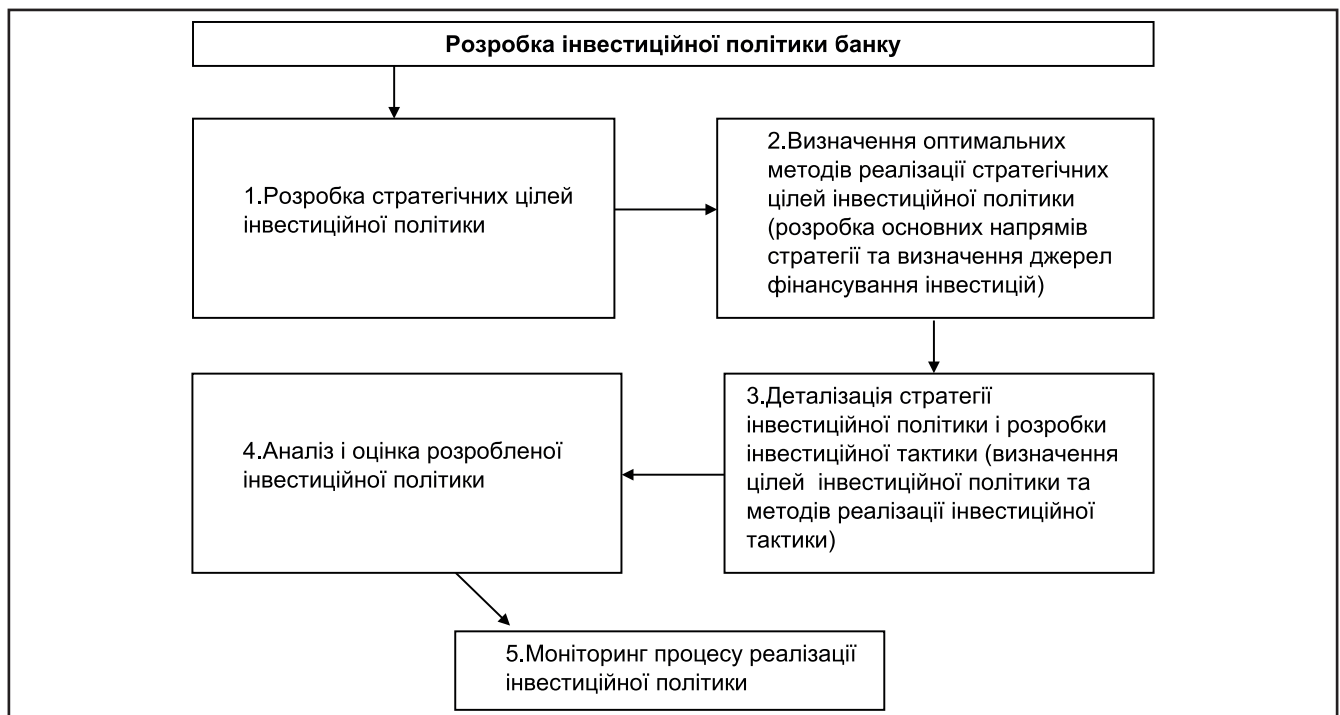 Розробка інвестиційної політики банку
1.Розробка стратегічних цілей
інвестиційної політики
2.Визначення оптимальних
методів реалізації стратегічних
цілей інвестиційної політики
(розробка основних напрямів
стратегії та визначення джерел
фінансування інвестицій)
3.Деталізація стратегії
інвестиційної політики і розробки
інвестиційної тактики (визначення
цілей інвестиційної політики та
методів реалізації інвестиційної
тактики)
4.Аналіз і оцінка розробленої
інвестиційної політики
5.Моніторинг процесу реалізації
інвестиційної політики